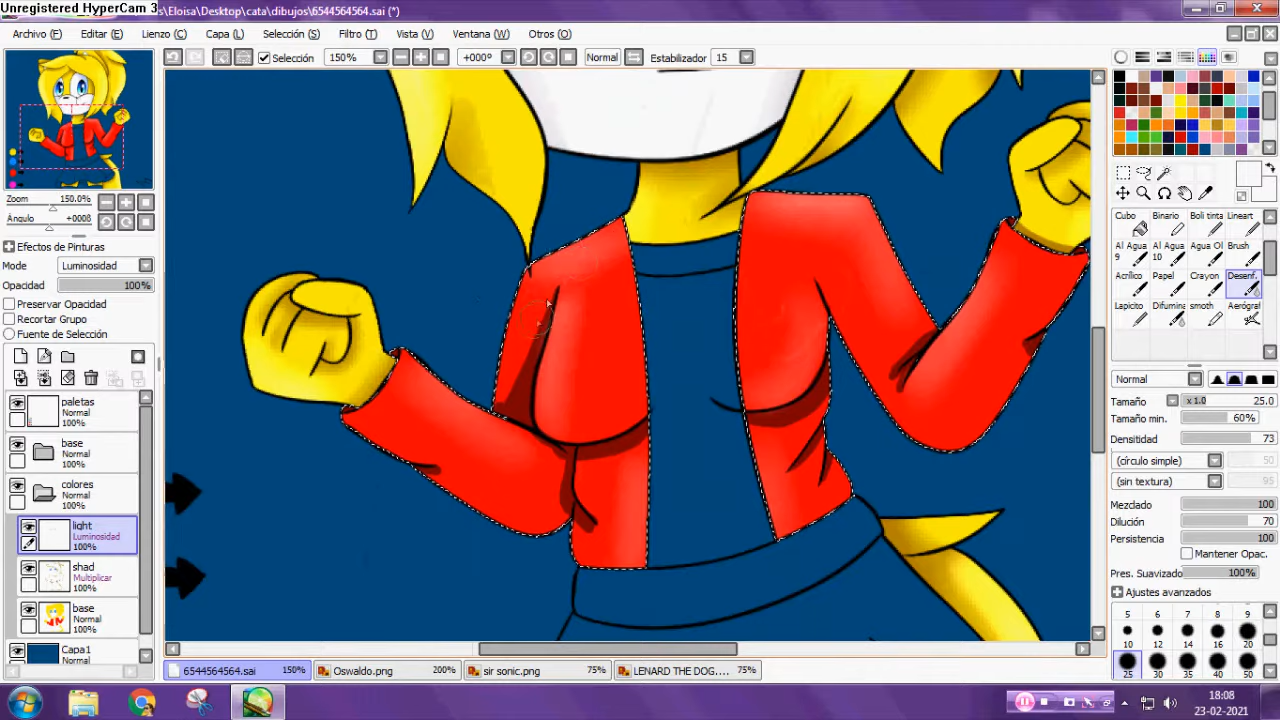 Unregistered HyperCam 3
s\Eloisa\Desktop\cata\dibujos\6544564564.sai (*)
Archivo (F) Editar (E) Lienzo (C) Capa (L) Selección (S) Filtro (T) Vista (V) Ventana (W) Otros (O)
Selección 150% +000º Normal Estabilizador 15
Zoom 150.0%
Ángulo +000θ
Efectos de Pinturas
Modo Luminosidad
Opacidad 100%
Preservar Opacidad
Recortar Grupo
Fuente de Selección
paletas
Normal
100%
base
Normal
100%
colores
Normal
100%
light
Luminosidad
100%
shad
Multiplicar
100%
base
Normal
100%
Capa1
Normal
Cubo Binario Boli tinta Lineart
Al Agua 9 Al Agua 10 Agua Ol Brush
Acrílico Papel Crayon Desenf.
Lapicito Difumina smoth Aerógraf
Normal
Tamaño x 1.0 25.0
Tamaño min. 60%
Densitidad 73
(círculo simple) 50
(sin textura) 95
Mezclado 100
Dilución 70
Persistencia 100
Mantener Opac.
Pres. Suavizado 100%
Ajustes avanzados
5 6 7 8 9
10 12 14 16 20
25 30 35 40 50
6544564564.sai 150% Oswaldo.png 200% sir sonic.png 75% LENARD THE DOG.... 75%
18:08
23-02-2021